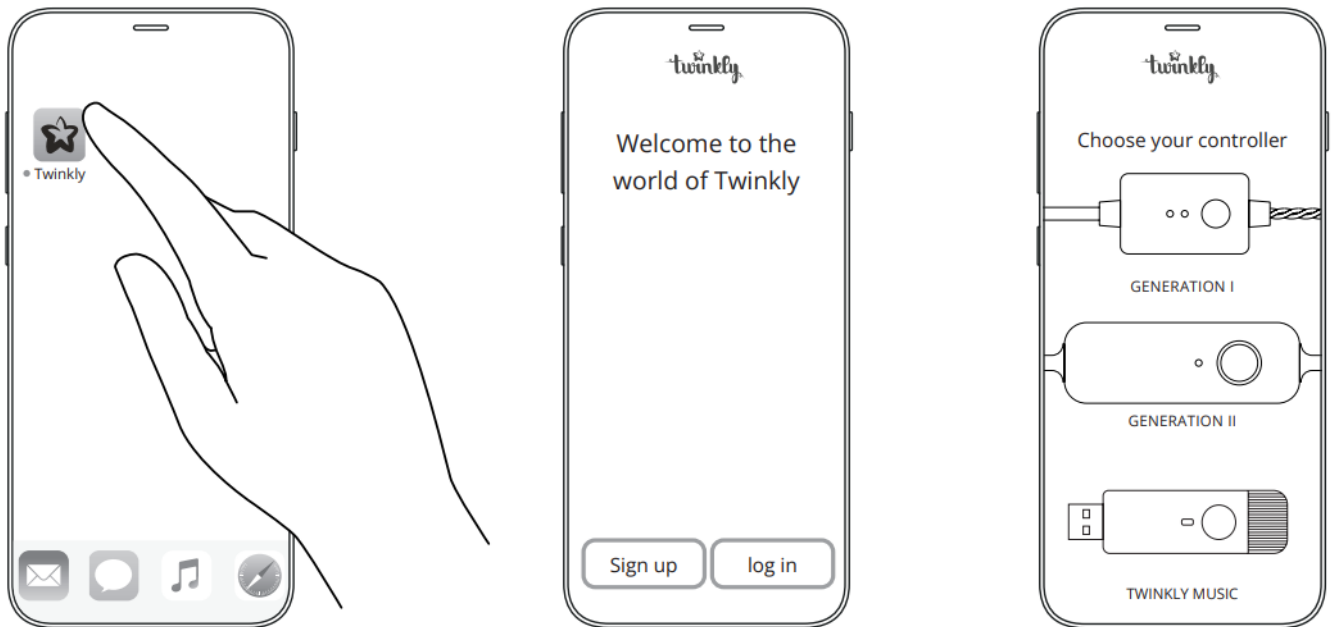 Twinkly
twinkly
Welcome to the
world of Twinkly
Sign up
log in
twinkly
Choose your controller
GENERATION I
GENERATION II
TWINKLY MUSIC